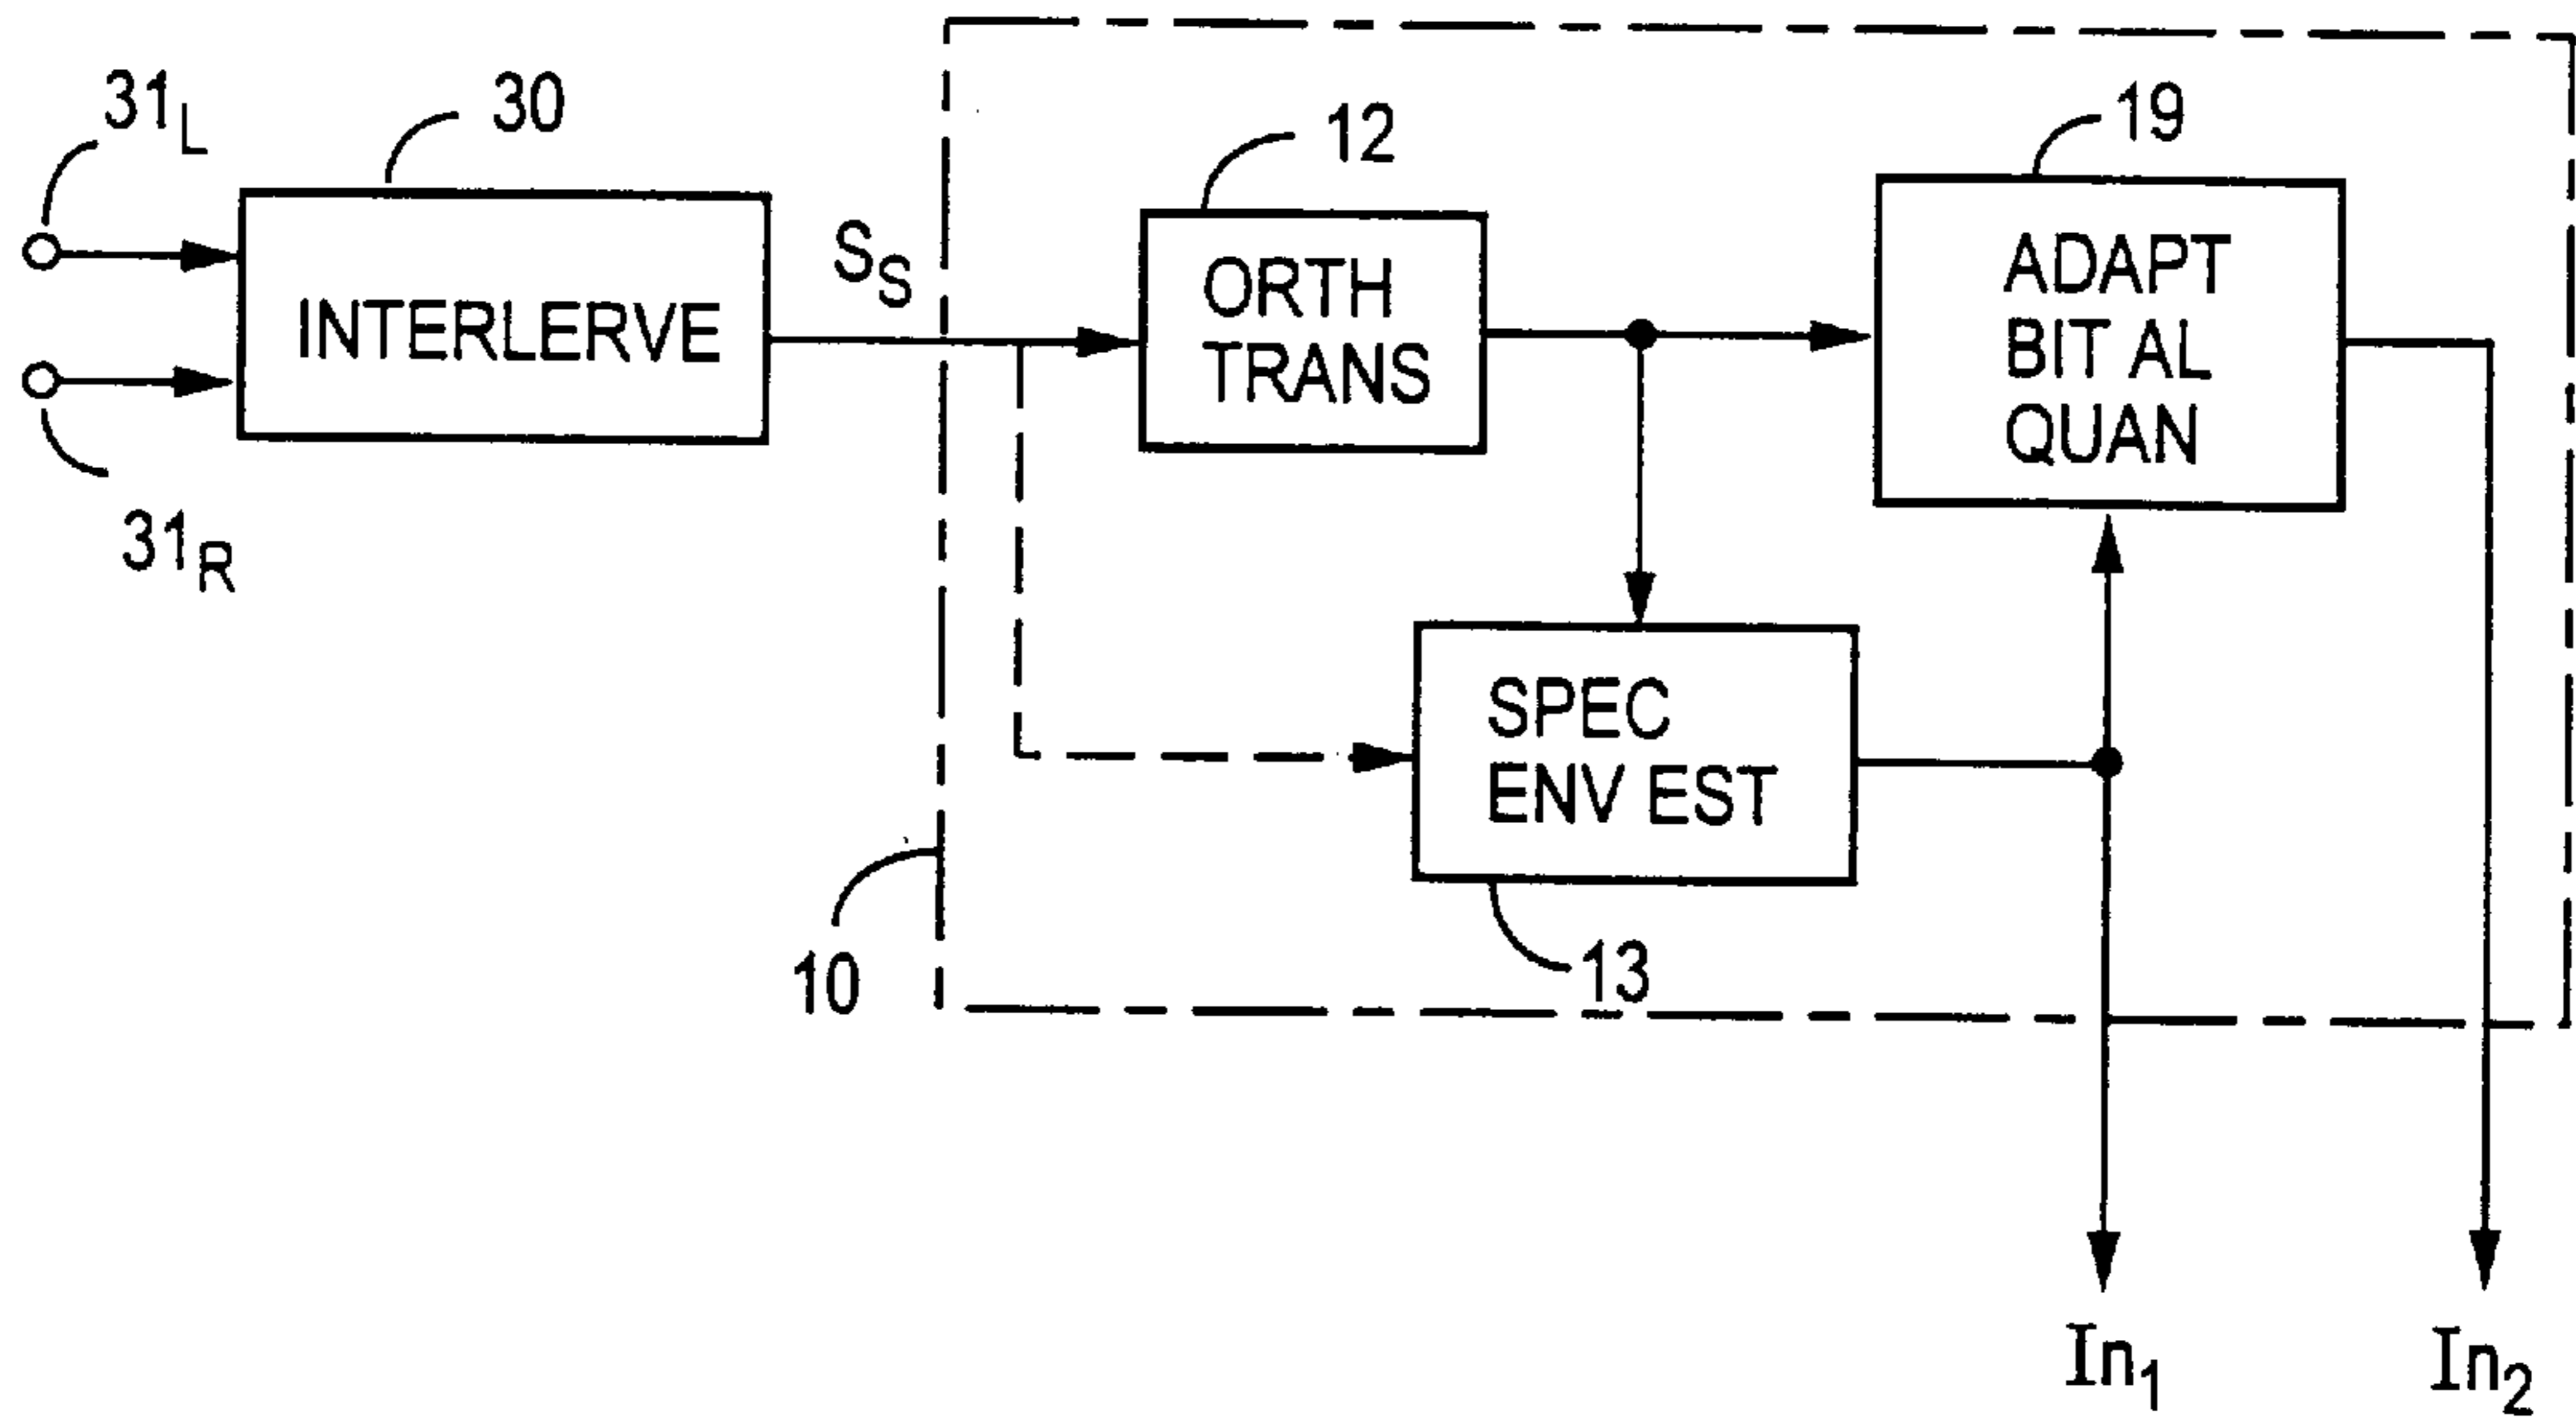 31L
30
INTERLERVE
31R
SS
10
12
ORTH
TRANS
19
ADAPT
BIT AL
QUAN
SPEC
ENV EST
13
In1
In2